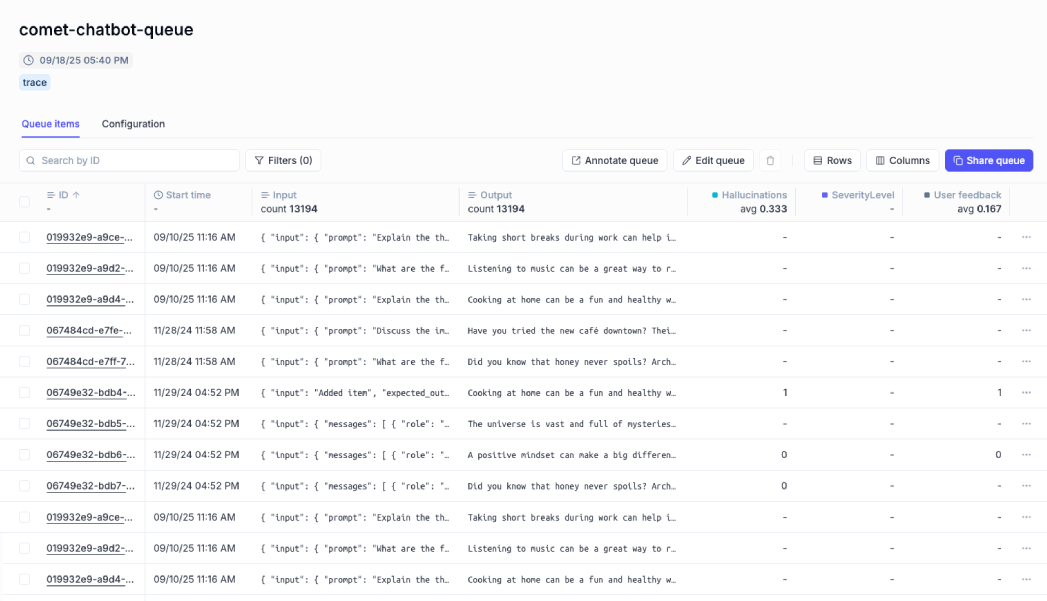 comet-chatbot-queue
09/18/25 05:40 PM
trace
Queue items Configuration
Search by ID Filters (0) Annotate queue Edit queue Rows Columns Share queue
ID ↑ Start time Input Output Hallucinations SeverityLevel User feedback
- - count 13194 count 13194 avg 0.333 - avg 0.167
019932e9-a9ce-... 09/10/25 11:16 AM { "input": { "prompt": "Explain the th… Taking short breaks during work can help i… - - - ...
019932e9-a9d2-... 09/10/25 11:16 AM { "input": { "prompt": "What are the f… Listening to music can be a great way to r… - - - ...
019932e9-a9d4-... 09/10/25 11:16 AM { "input": { "prompt": "Explain the th… Cooking at home can be a fun and healthy w… - - - ...
067484cd-e7fe-... 11/28/24 11:58 AM { "input": { "prompt": "Discuss the im… Have you tried the new café downtown? Thei… - - - ...
067484cd-e7ff-7... 11/28/24 11:58 AM { "input": { "prompt": "What are the f… Did you know that honey never spoils? Arch… - - - ...
06749e32-bdb4-... 11/29/24 04:52 PM { "input": "Added item", "expected_out… Cooking at home can be a fun and healthy w… 1 - 1 ...
06749e32-bdb5-... 11/29/24 04:52 PM { "input": { "messages": [ { "role": "… The universe is vast and full of mysteries… - - - ...
06749e32-bdb6-... 11/29/24 04:52 PM { "input": { "messages": [ { "role": "… A positive mindset can make a big differen… 0 - 0 ...
06749e32-bdb7-... 11/29/24 04:52 PM { "input": { "messages": [ { "role": "… Did you know that honey never spoils? Arch… 0 - - ...
019932e9-a9ce-... 09/10/25 11:16 AM { "input": { "prompt": "Explain the th… Taking short breaks during work can help i… - - - ...
019932e9-a9d2-... 09/10/25 11:16 AM { "input": { "prompt": "What are the f… Listening to music can be a great way to r… - - - ...
019932e9-a9d4-... 09/10/25 11:16 AM { "input": { "prompt": "Explain the th… Cooking at home can be a fun and healthy w… - - - ...